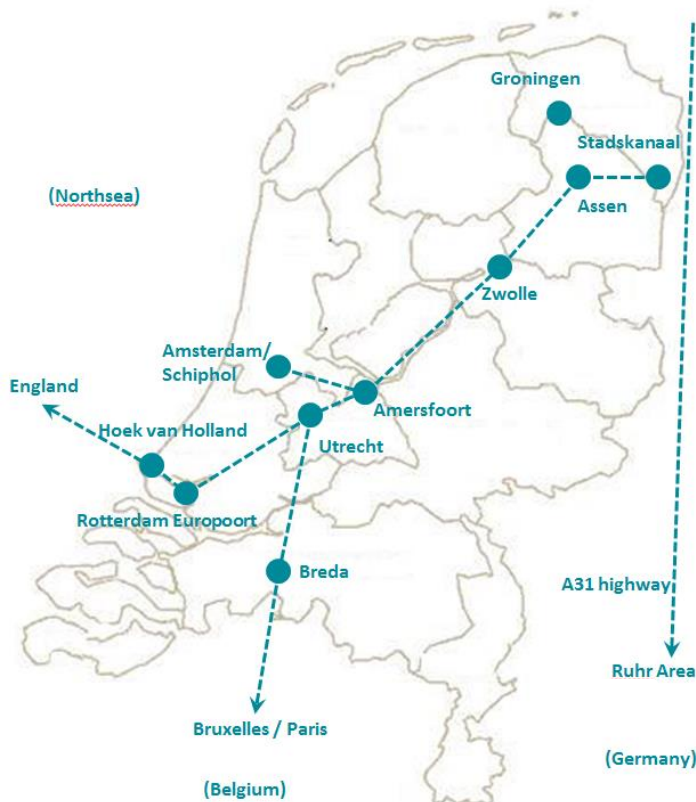 Groningen
Stadskanaal
(Northsea)
Assen
Zwolle
Amsterdam/
Schiphol
England
Amersfoort
Hoek van Holland
Utrecht
Rotterdam Europoort
Breda
A31 highway
Ruhr Area
Bruxelles / Paris
(Germany)
(Belgium)